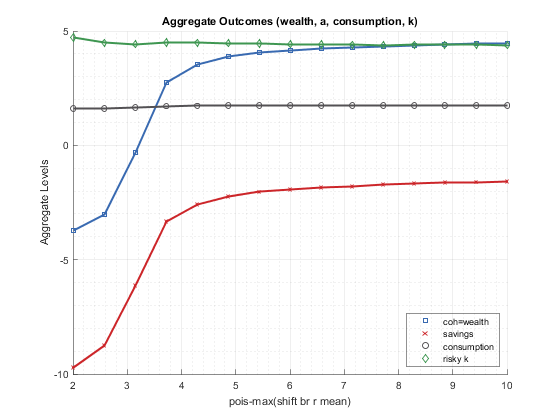 Aggregate Outcomes (wealth, a, consumption, k)
5
0
-5
-10
Aggregate Levels
coh=wealth
savings
consumption
risky k
2 3 4 5 6 7 8 9 10
pois-max(shift br r mean)